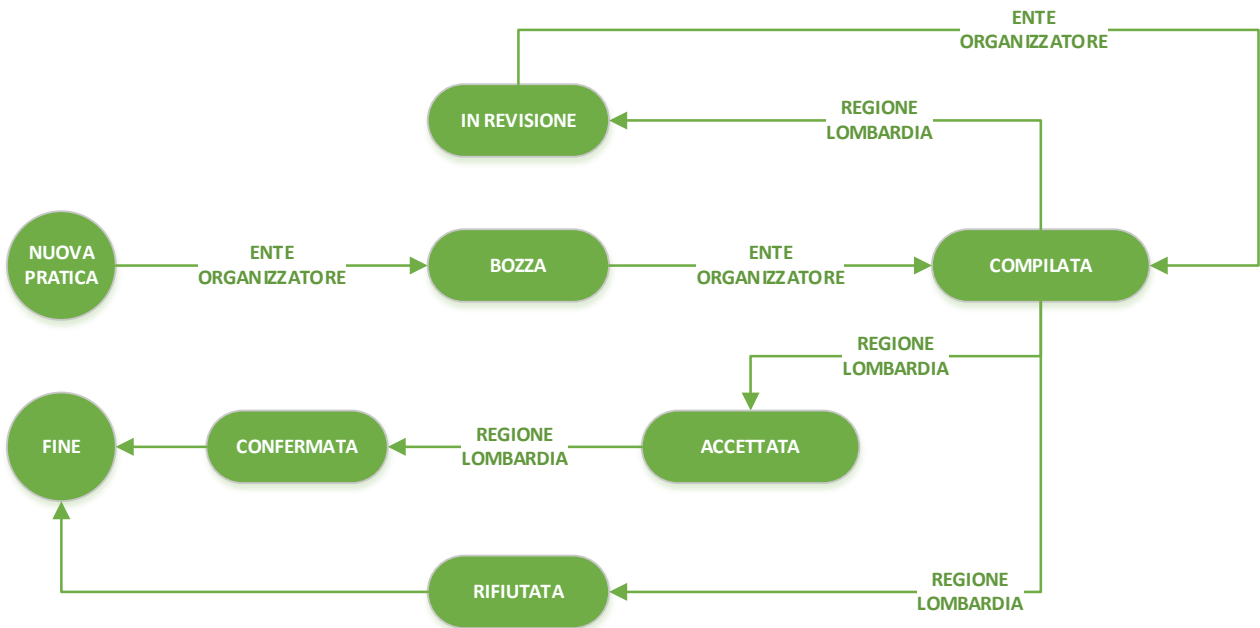 ENTE
ORGANIZZATORE
IN REVISIONE
REGIONE
LOMBARDIA
NUOVA
PRATICA
ENTE
ORGANIZZATORE
BOZZA
ENTE
ORGANIZZATORE
COMPILATA
REGIONE
LOMBARDIA
FINE
CONFERMATA
REGIONE
LOMBARDIA
ACCETTATA
RIFIUTATA
REGIONE
LOMBARDIA